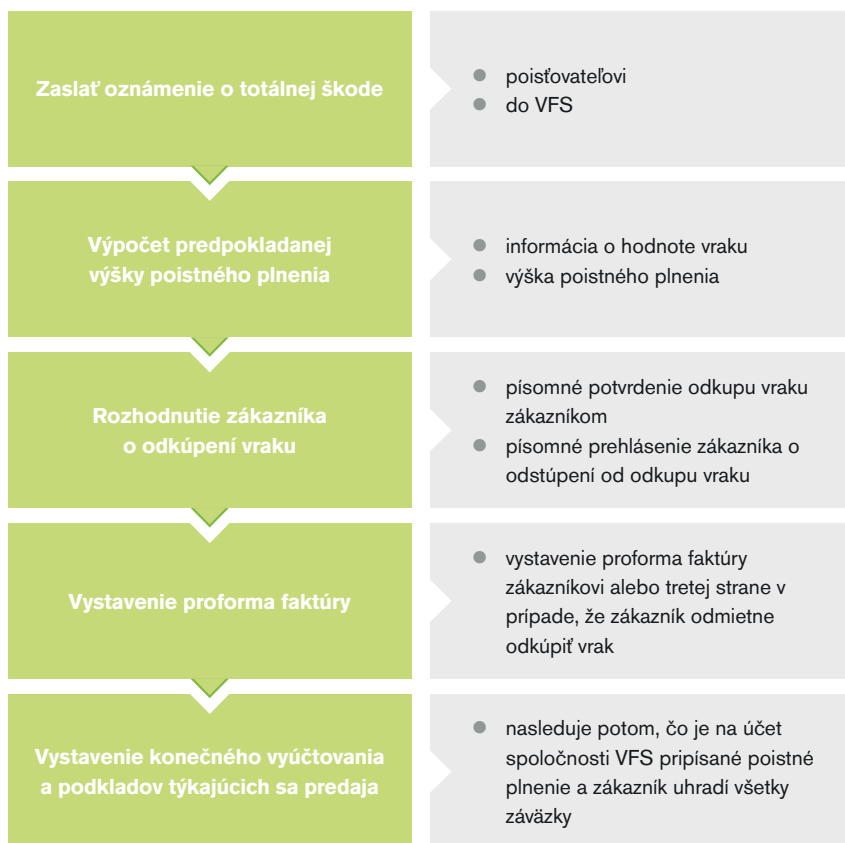 Zaslať oznámenie o totálnej škode
poisťovateľovi
do VFS
Výpočet predpokladanej
výšky poistného plnenia
informácia o hodnote vraku
výška poistného plnenia
Rozhodnutie zákazníka
o odkúpení vraku
písomné potvrdenie odkupu vraku
zákazníkom
písomné prehlásenie zákazníka o
odstúpení od odkupu vraku
Vystavenie proforma faktúry
vystavenie proforma faktúry
zákazníkovi alebo tretej strane v
prípade, že zákazník odmietne
odkúpiť vrak
Vystavenie konečného vyúčtovania
a podkladov týkajúcich sa predaja
nasleduje potom, čo je na účet
spoločnosti VFS pripísané poistné
plnenie a zákazník uhradí všetky
záväzky